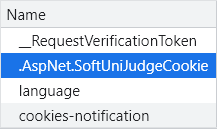 Name
__RequestVerificationToken
.AspNet.SoftUniJudgeCookie
language
cookies-notification